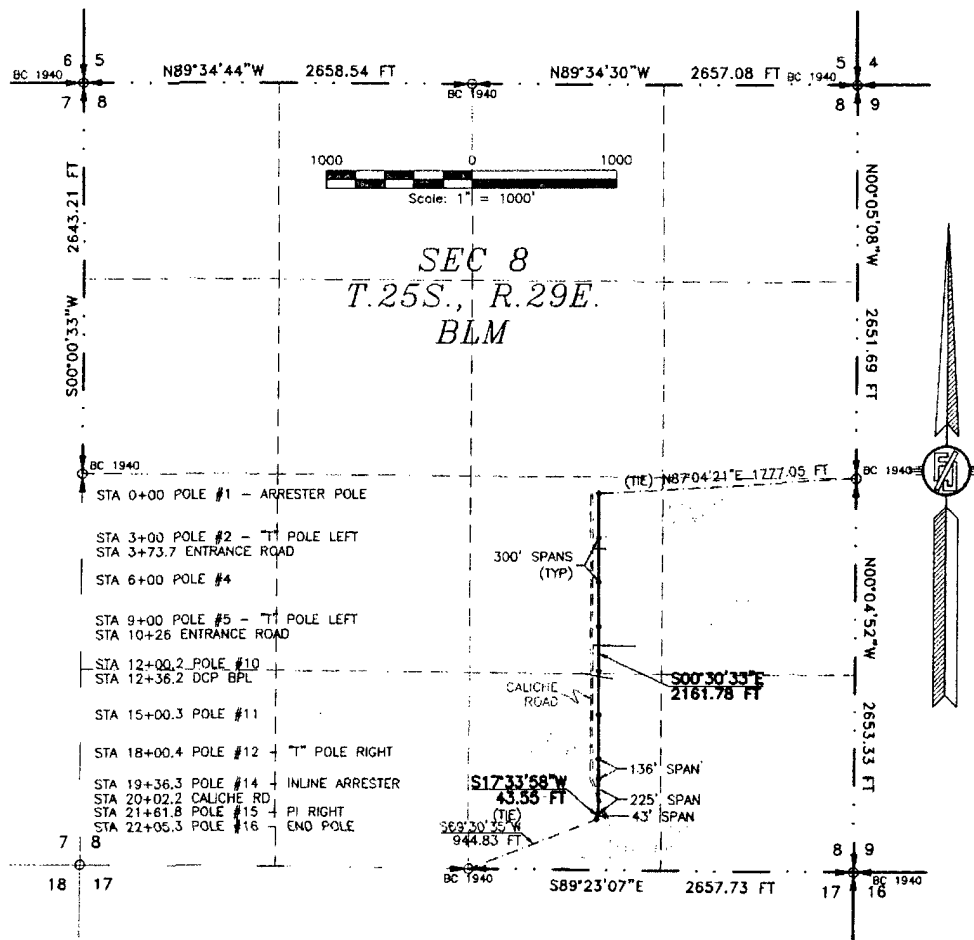 6 5
BC 1940
7 8
N89°34'44"W 2658.54 FT
BC 1940
N89°34'30"W 2657.08 FT
BC 1940
5 4
8 9
1000 0 1000
Scale: 1" = 1000'
S00°00'33"W 2643.21 FT
N00°05'08"W 2651.69 FT
SEC 8
T.25S., R.29E.
BLM
BC 1940
(TIE) N87°04'21"E 1777.05 FT
BC 1940
STA 0+00 POLE #1 - ARRESTER POLE
STA 3+00 POLE #2 - "T" POLE LEFT
STA 3+73.7 ENTRANCE ROAD
STA 6+00 POLE #4
STA 9+00 POLE #5 - "T" POLE LEFT
STA 10+26 ENTRANCE ROAD
STA 12+00.2 POLE #10
STA 12+36.2 DCP BPL
STA 15+00.3 POLE #11
STA 18+00.4 POLE #12 - "T" POLE RIGHT
STA 19+36.3 POLE #14 - INLINE ARRESTER
STA 20+02.2 CALICHE RD
STA 21+61.8 POLE #15 - PI RIGHT
STA 22+05.3 POLE #16 - END POLE
300' SPANS
(TYP)
N00°04'52"W 2653.33 FT
S00°30'33"E
2161.78 FT
CALICHE
ROAD
136' SPAN
225' SPAN
43' SPAN
S17°33'58"W
43.55 FT
(TIE)
S69°30'35"W
944.83 FT
7 8
18 17
BC 1940
S89°23'07"E 2657.73 FT
8 9
BC 1940
17 16